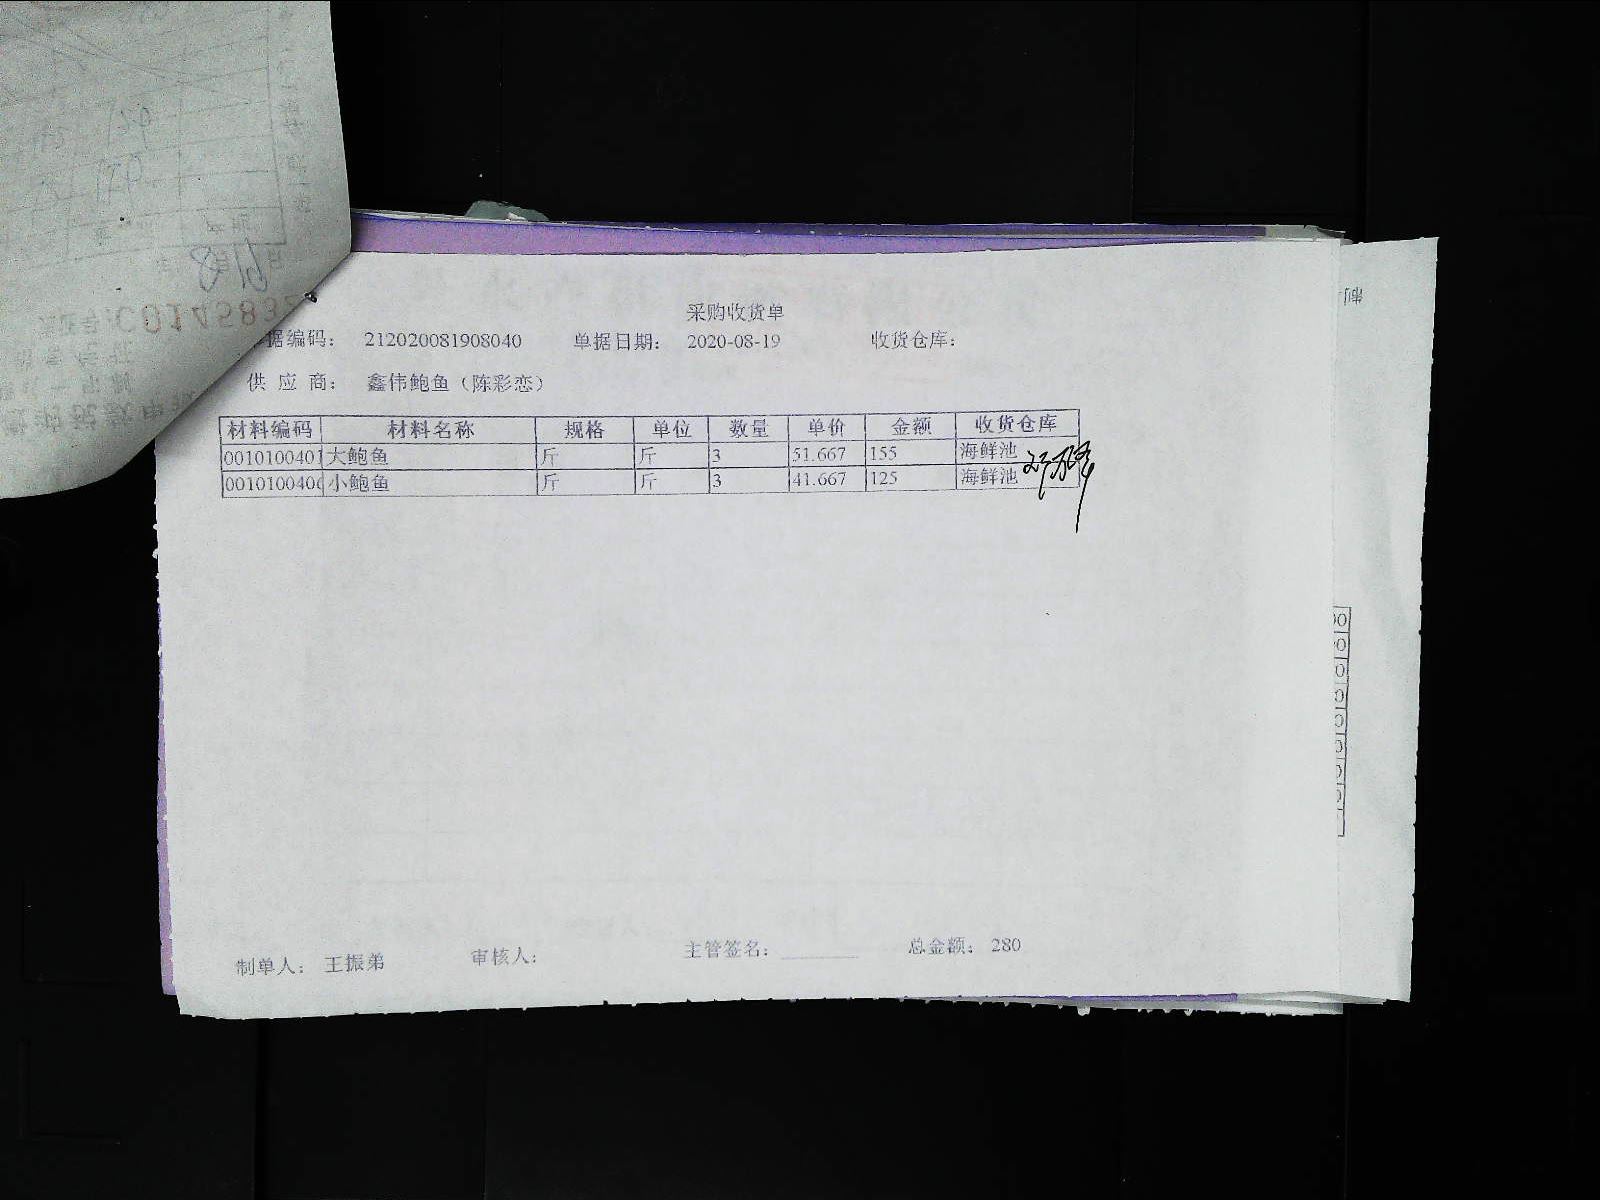 采购收货单
据编码： 212020081908040 单据日期： 2020-08-19 收货仓库：
供 应 商： 鑫伟鲍鱼（陈彩恋）
材料编码 材料名称 规格 单位 数量 单价 金额 收货仓库
0010100401 大鲍鱼 斤 斤 3 51.667 155 海鲜池
001010040 小鲍鱼 斤 斤 3 41.667 125 海鲜池
制单人： 王振弟 审核人： 主管签名： 总金额： 280